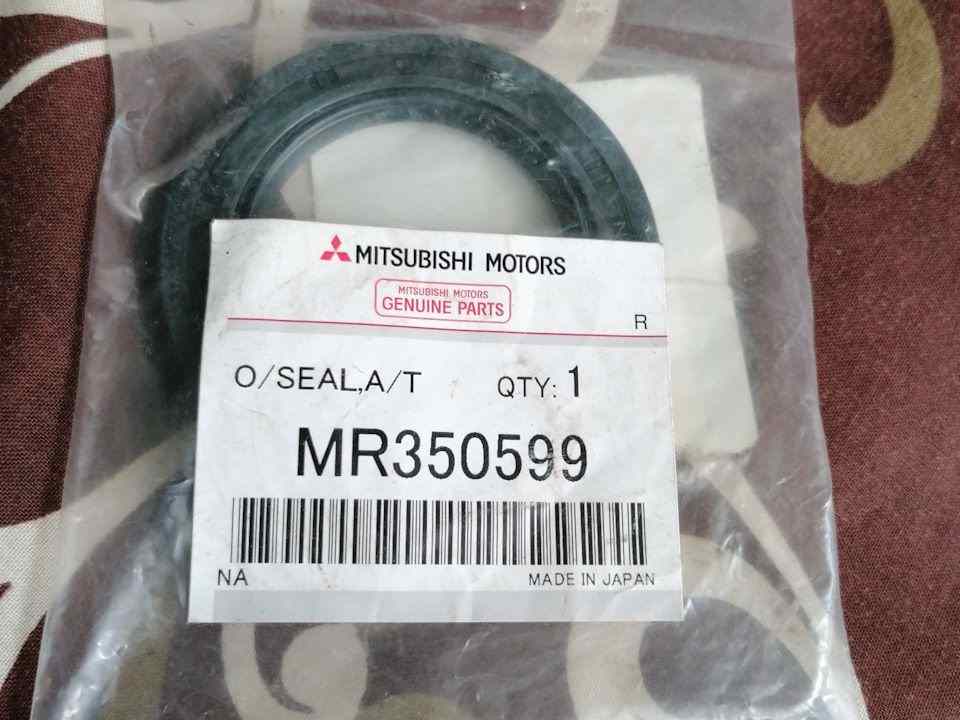 MITSUBISHI MOTORS
MITSUBISHI MOTORS
GENUINE PARTS
R
O/SEAL,A/T QTY: 1
MR350599
NA MADE IN JAPAN